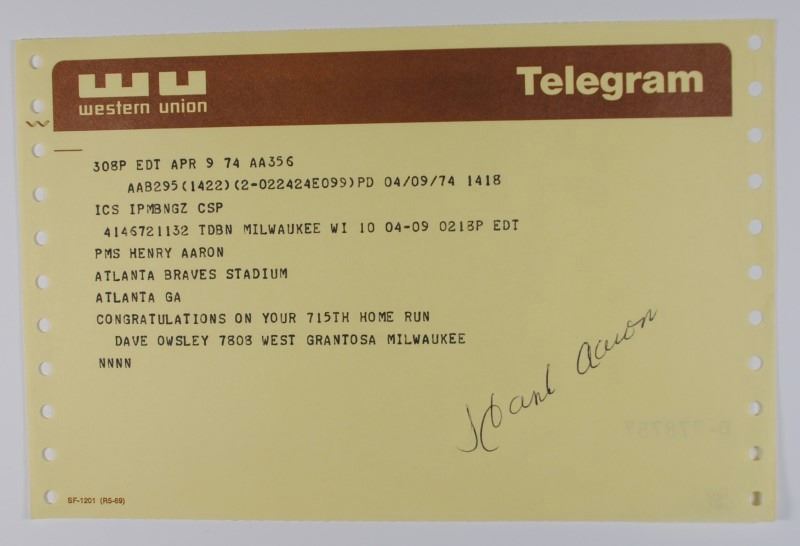 western union
Telegram
308P EDT APR 9 74 AA356
AAB295(1422)(2-022424E099)PD 04/09/74 1418
ICS IPMBNGZ CSP
4146721132 TDBN MILWAUKEE WI 10 04-09 0218P EDT
PMS HENRY AARON
ATLANTA BRAVES STADIUM
ATLANTA GA
CONGRATULATIONS ON YOUR 715TH HOME RUN
DAVE OWSLEY 7808 WEST GRANTOSA MILWAUKEE
NNNN
Hank Aaron
SF-1201 (R5-69)